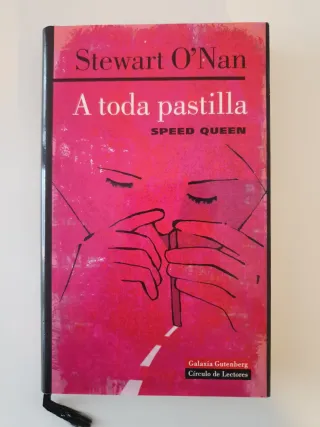 Stewart O'Nan
A toda pastilla
SPEED QUEEN
Galaxia Gutenberg
Círculo de Lectores